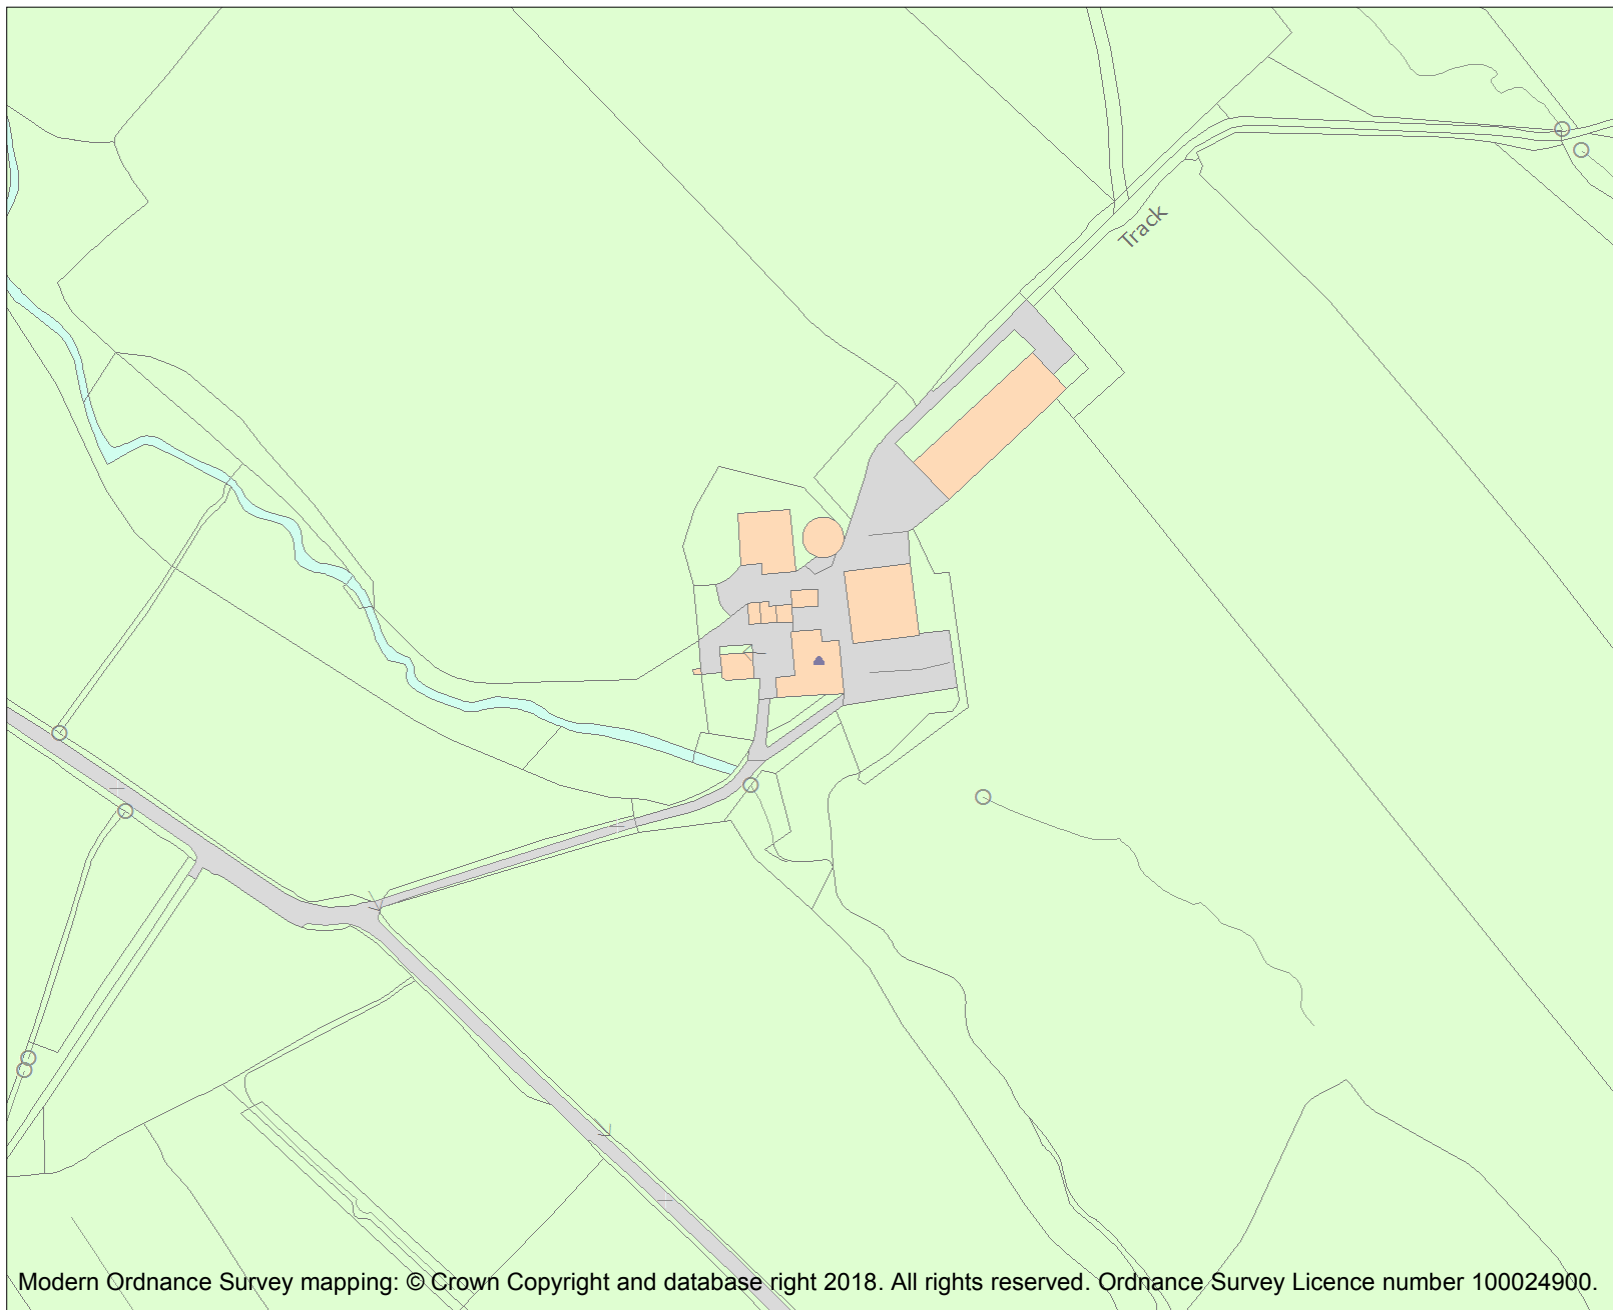 Track
Modern Ordnance Survey mapping: © Crown Copyright and database right 2018. All rights reserved. Ordnance Survey Licence number 100024900.